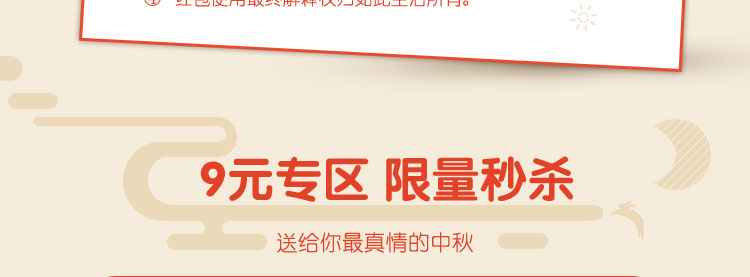 红包使用最终解释权归如此生活所有。
9元专区 限量秒杀
送给你最真情的中秋